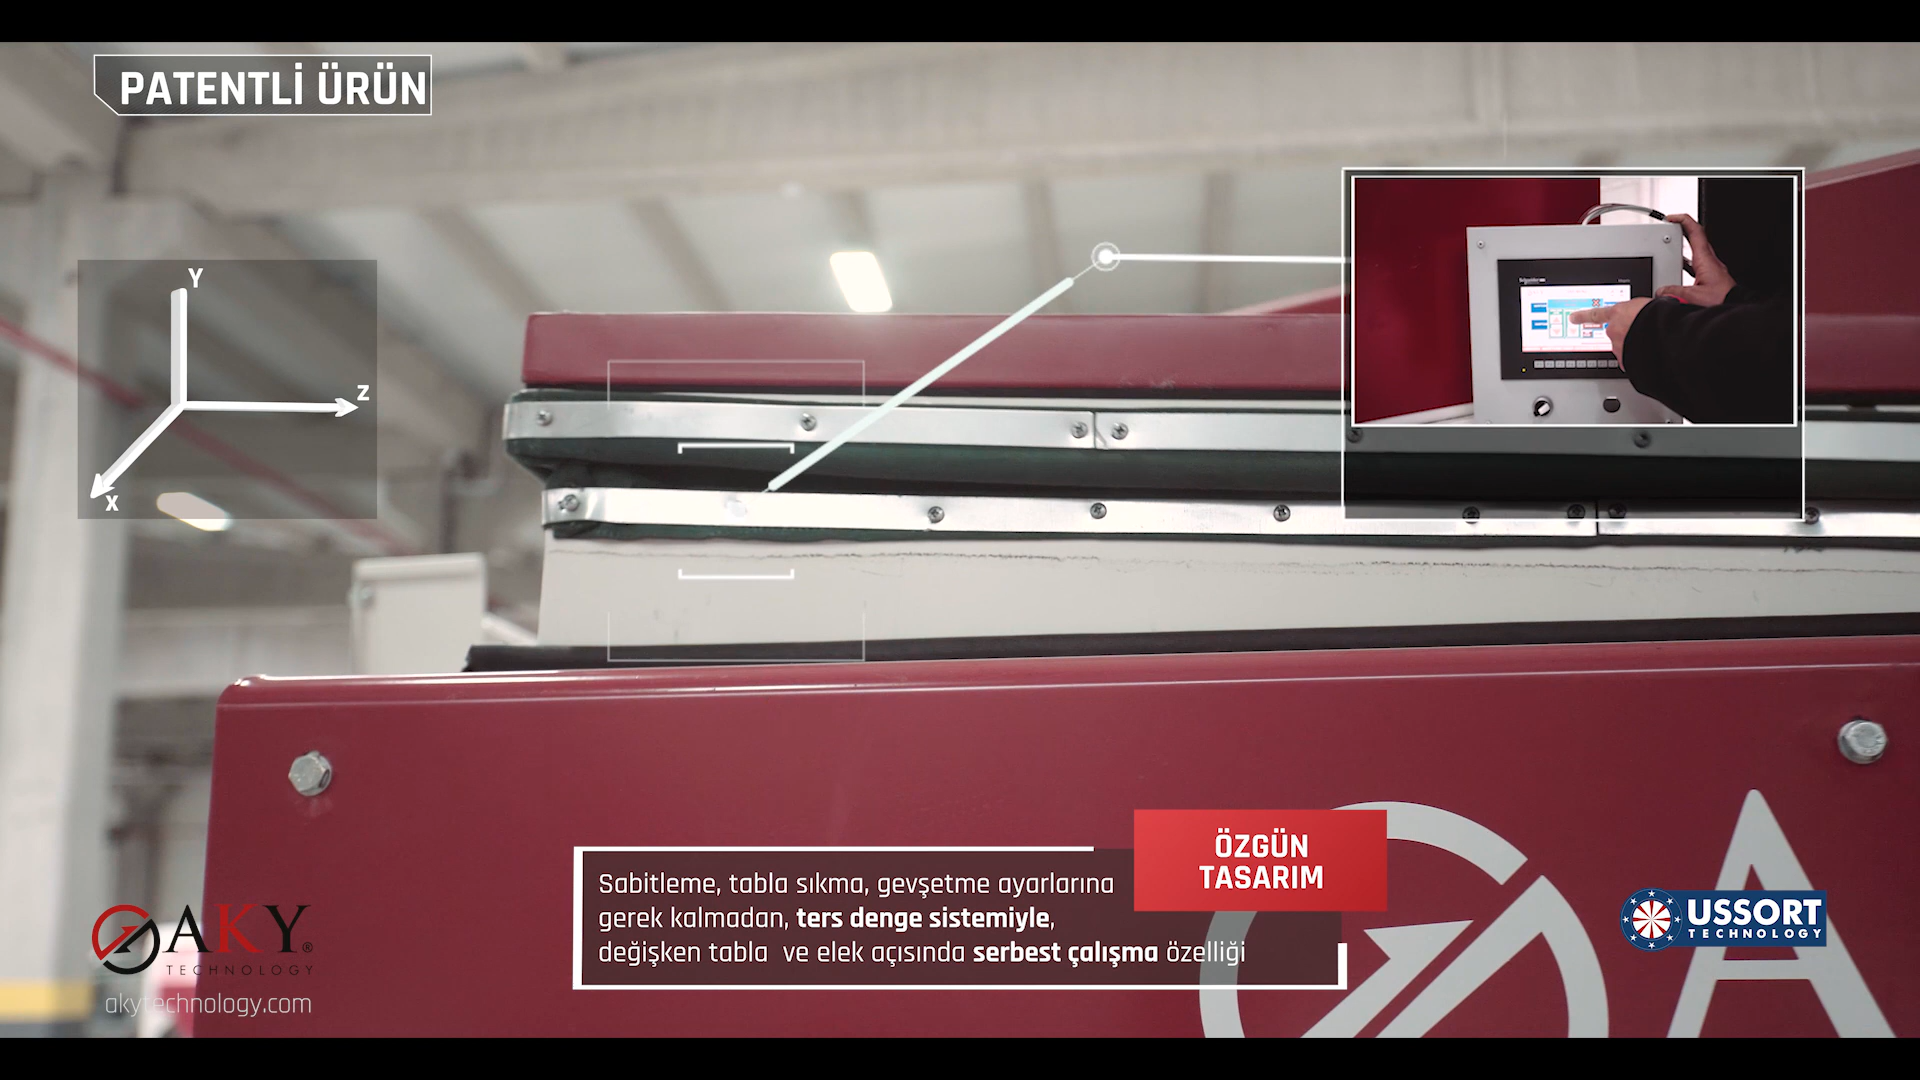 PATENTLİ ÜRÜN
Y
Z
X
ÖZGÜN
TASARIM
Sabitleme, tabla sıkma, gevşetme ayarlarına
gerek kalmadan, ters denge sistemiyle,
değişken tabla ve elek açısında serbest çalışma özelliği
AKY®
TECHNOLOGY
akytechnology.com
USSORT
TECHNOLOGY
A